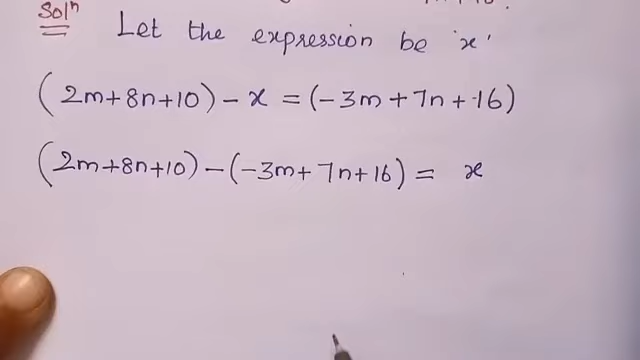 Solⁿ
Let the expression be 'x'
(2m+8n+10) - x = (-3m+7n+16)
(2m+8n+10) - (-3m+7n+16) = x